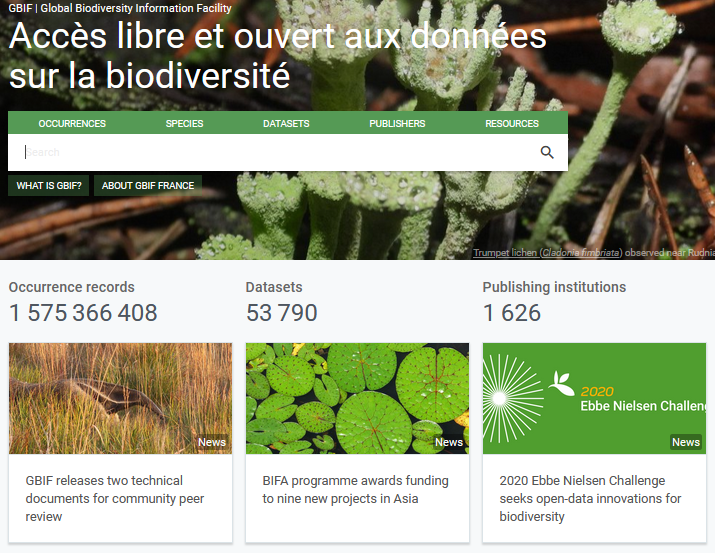 GBIF | Global Biodiversity Information Facility
Accès libre et ouvert aux données
sur la biodiversité
OCCURRENCES SPECIES DATASETS PUBLISHERS RESOURCES
Search
WHAT IS GBIF? ABOUT GBIF FRANCE
Trumpet lichen (Cladonia fimbriata) observed near Rudnia
Occurrence records Datasets Publishing institutions
1 575 366 408 53 790 1 626
2020
Ebbe Nielsen Challeng
News News News
GBIF releases two technical
documents for community peer
review
BIFA programme awards funding
to nine new projects in Asia
2020 Ebbe Nielsen Challenge
seeks open-data innovations for
biodiversity